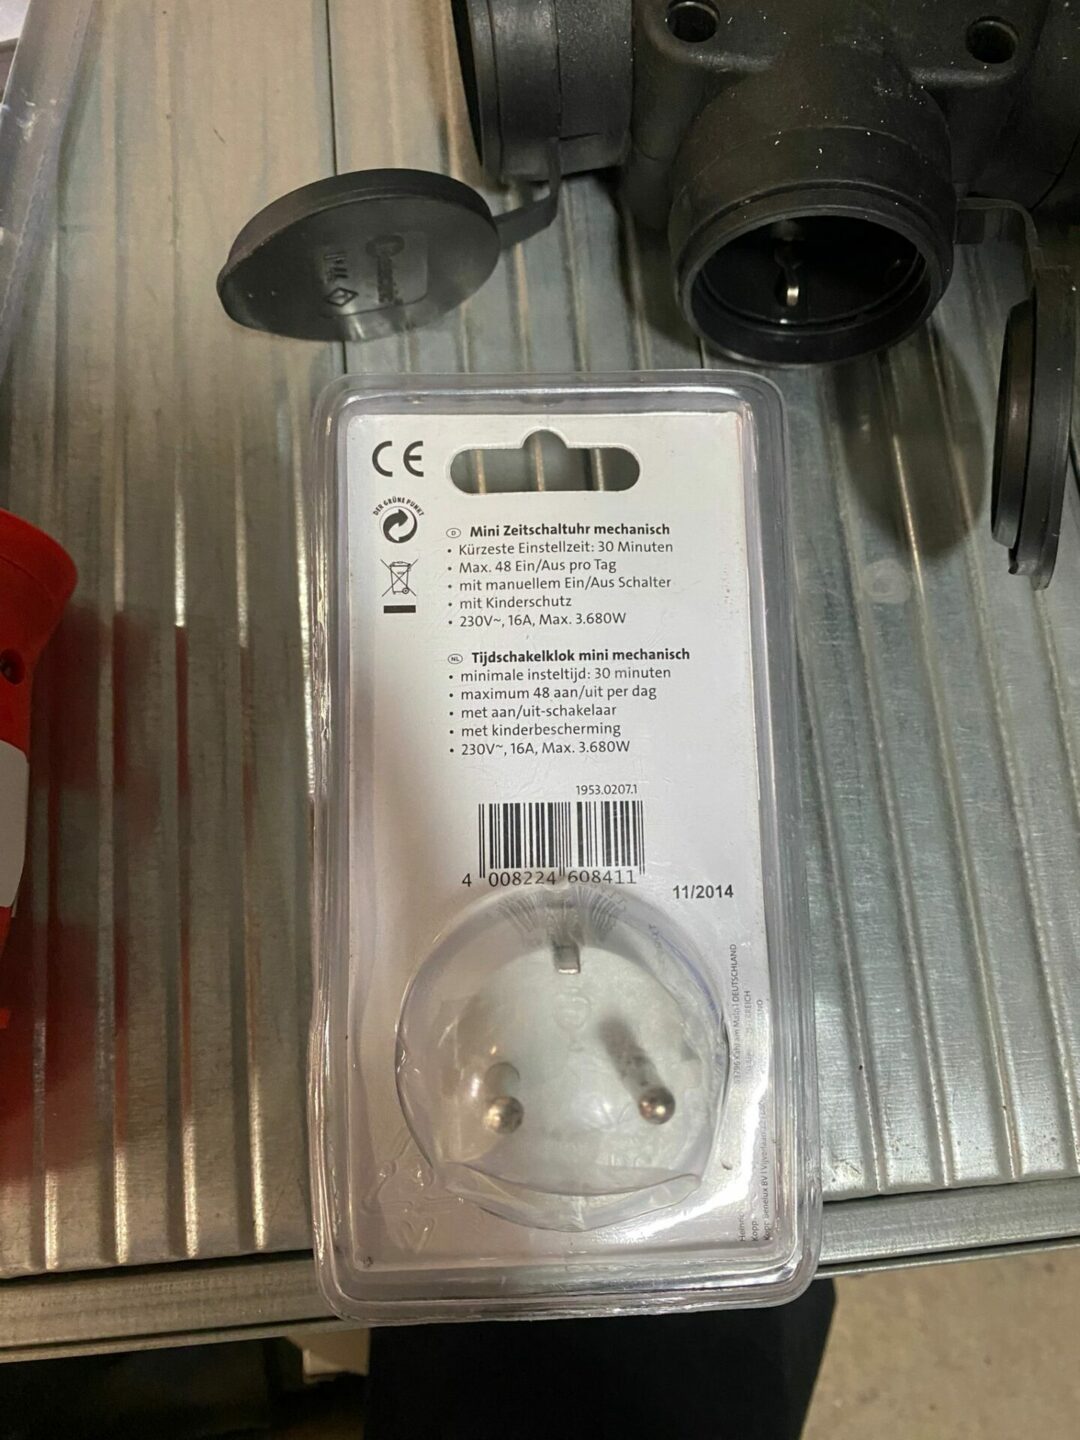 CE
DER GRÜNE PUNKT
D Mini Zeitschaltuhr mechanisch
• Kürzeste Einstellzeit: 30 Minuten
• Max. 48 Ein/Aus pro Tag
• mit manuellem Ein/Aus Schalter
• mit Kinderschutz
• 230V~, 16A, Max. 3.680W
NL Tijdschakelklok mini mechanisch
• minimale insteltijd: 30 minuten
• maximum 48 aan/uit per dag
• met aan/uit-schakelaar
• met kinderbescherming
• 230V~, 16A, Max. 3.680W
1953.0207.1
4 008224 608411
11/2014
DEUTSCHLAND
Benelux BV I